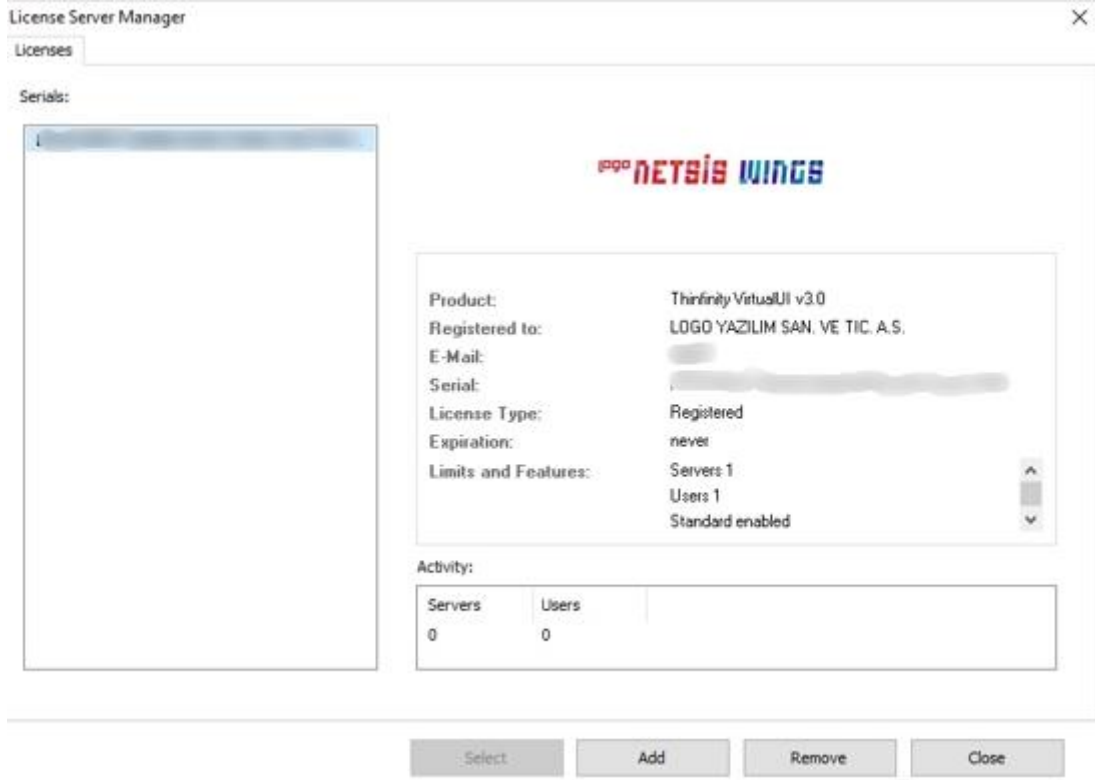 License Server Manager
Licenses
Serials:
logo NETSİS WINGS
Product: Thinfinity VirtualUI v3.0
Registered to: LOGO YAZILIM SAN. VE TIC. A.S.
E-Mail:
Serial:
License Type: Registered
Expiration: never
Limits and Features: Servers 1
Users 1
Standard enabled
Activity:
Servers Users
0 0
Select Add Remove Close